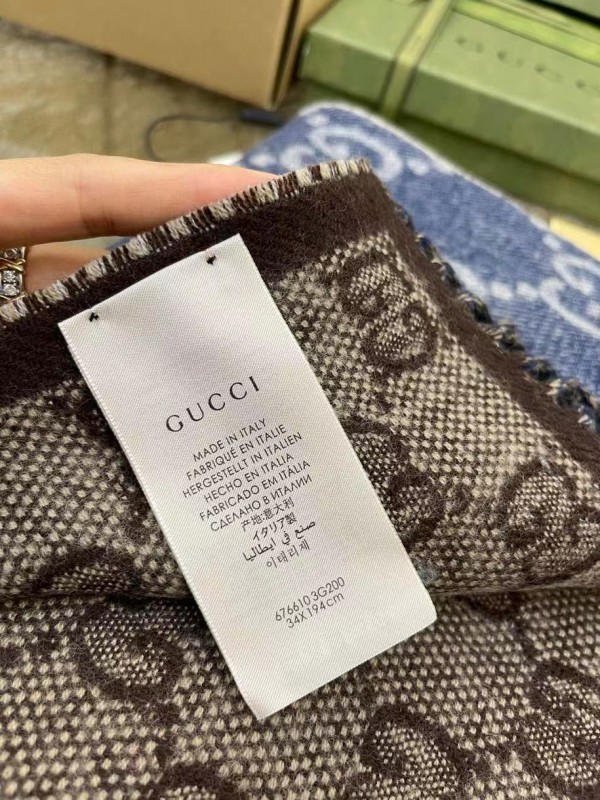 GUCCI
GUCCI
MADE IN ITALY
FABRIQUÉ EN ITALIE
HERGESTELLT IN ITALIEN
HECHO EN ITALIA
FABRICADO EM ITÁLIA
СДЕЛАНО В ИТАЛИИ
产地:意大利
イタリア製
صنع في ايطاليا
이태리제
676610 3G200
34X194cm